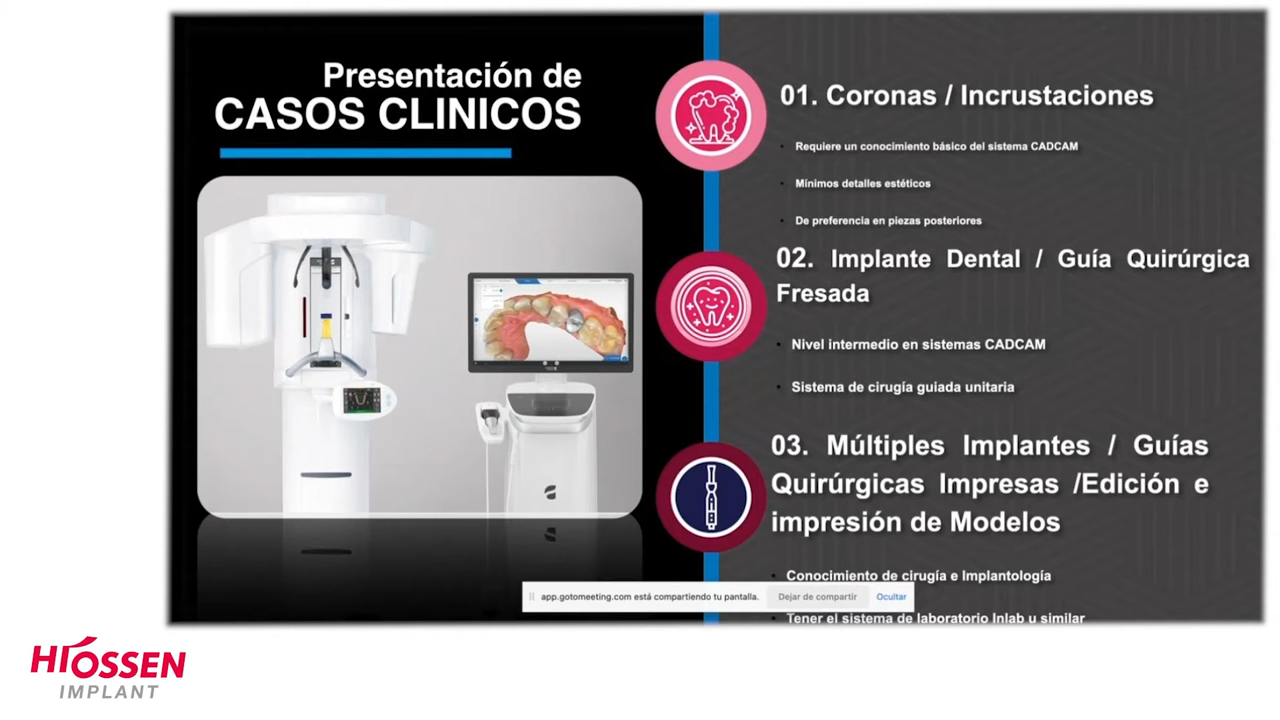 Presentación de
CASOS CLINICOS
01. Coronas / Incrustaciones
Requiere un conocimiento básico del sistema CADCAM
Mínimos detalles estéticos
De preferencia en piezas posteriores
02. Implante Dental / Guía Quirúrgica
Fresada
Nivel intermedio en sistemas CADCAM
Sistema de cirugía guiada unitaria
03. Múltiples Implantes / Guías
Quirúrgicas Impresas /Edición e
impresión de Modelos
Conocimiento de cirugía e Implantología
app.gotomeeting.com está compartiendo tu pantalla. Dejar de compartir Ocultar
Tener el sistema de laboratorio Inlab u similar
HIOSSEN
IMPLANT